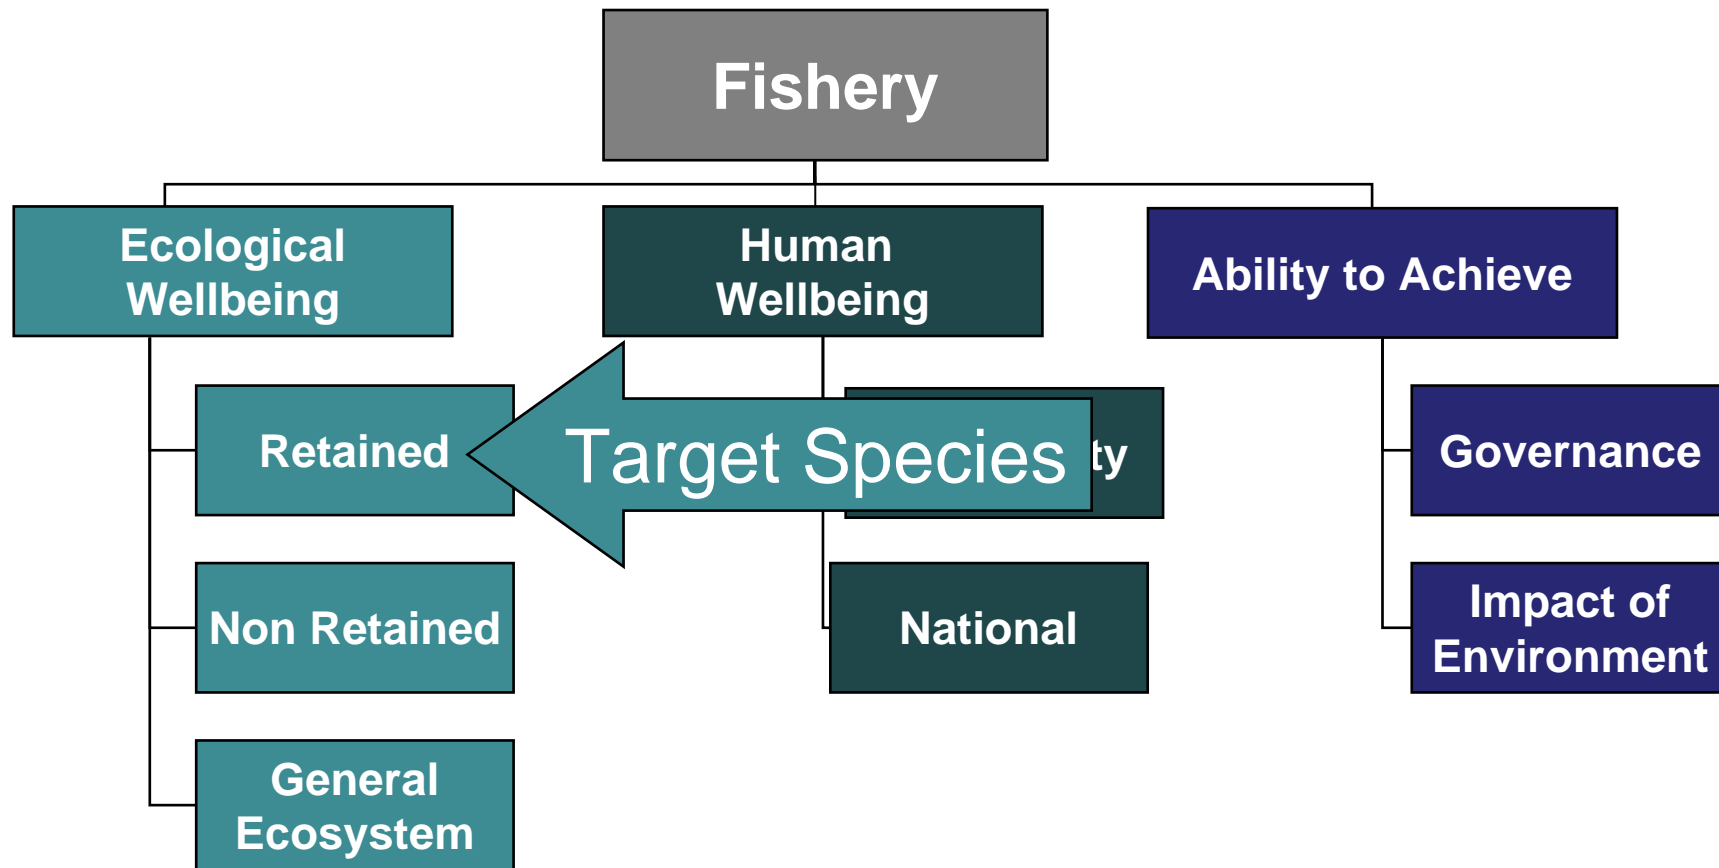 Fishery
Ecological
Wellbeing
Human
Wellbeing
Ability to Achieve
Retained
Target Species
ty
Governance
Non Retained
National
Impact of
Environment
General
Ecosystem